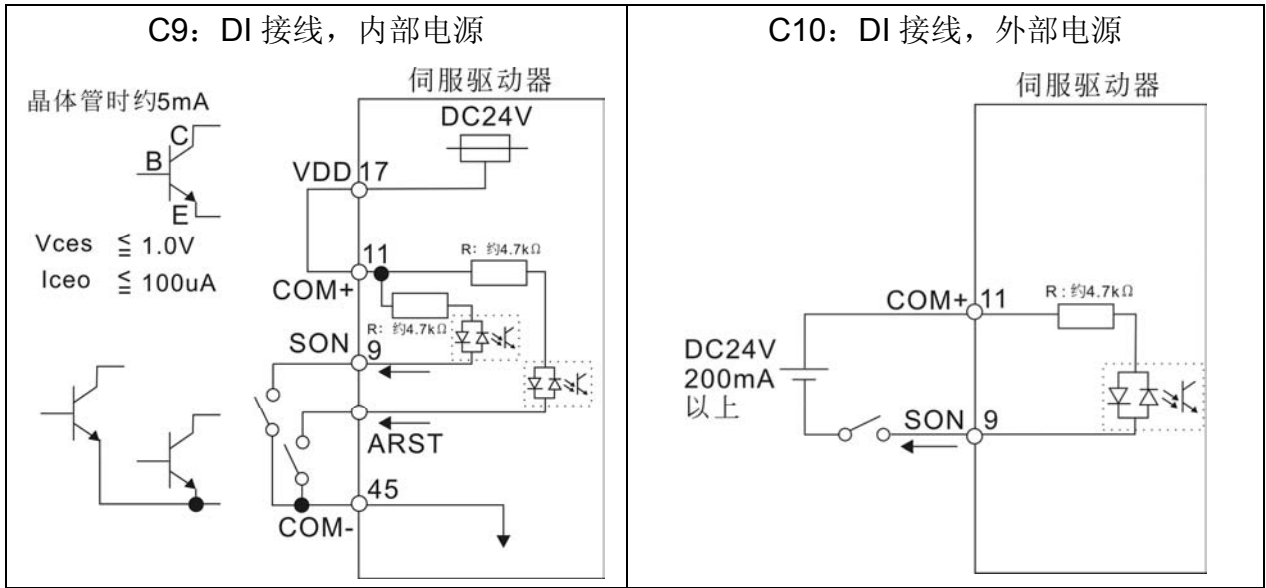 C9：DI 接线，内部电源
伺服驱动器
晶体管时约5mA
C
B
E
Vces ≦ 1.0V
Iceo ≦ 100uA
DC24V
VDD 17
11
COM+
R：约4.7kΩ
R：约4.7kΩ
SON 9
ARST
45
COM-
C10：DI 接线，外部电源
伺服驱动器
COM+ 11
R：约4.7kΩ
DC24V
200mA
以上
SON 9